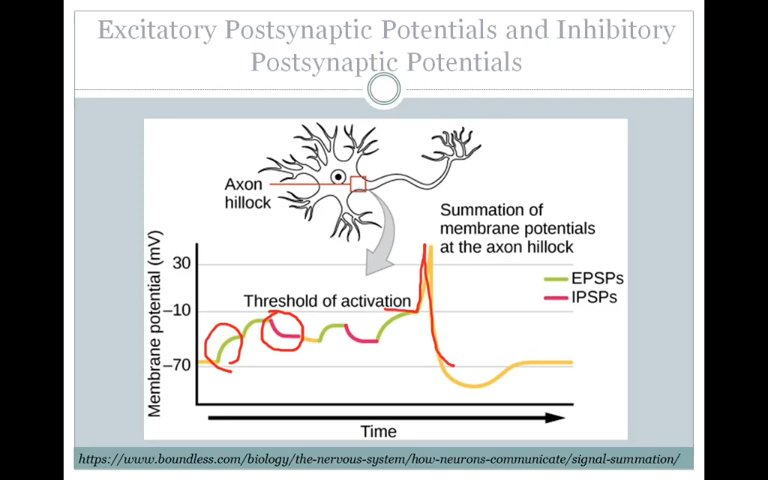 Excitatory Postsynaptic Potentials and Inhibitory
Postsynaptic Potentials
Axon
hillock
Summation of
membrane potentials
at the axon hillock
EPSPs
IPSPs
Membrane potential (mV)
30
Threshold of activation
–10
–70
Time
https://www.boundless.com/biology/the-nervous-system/how-neurons-communicate/signal-summation/